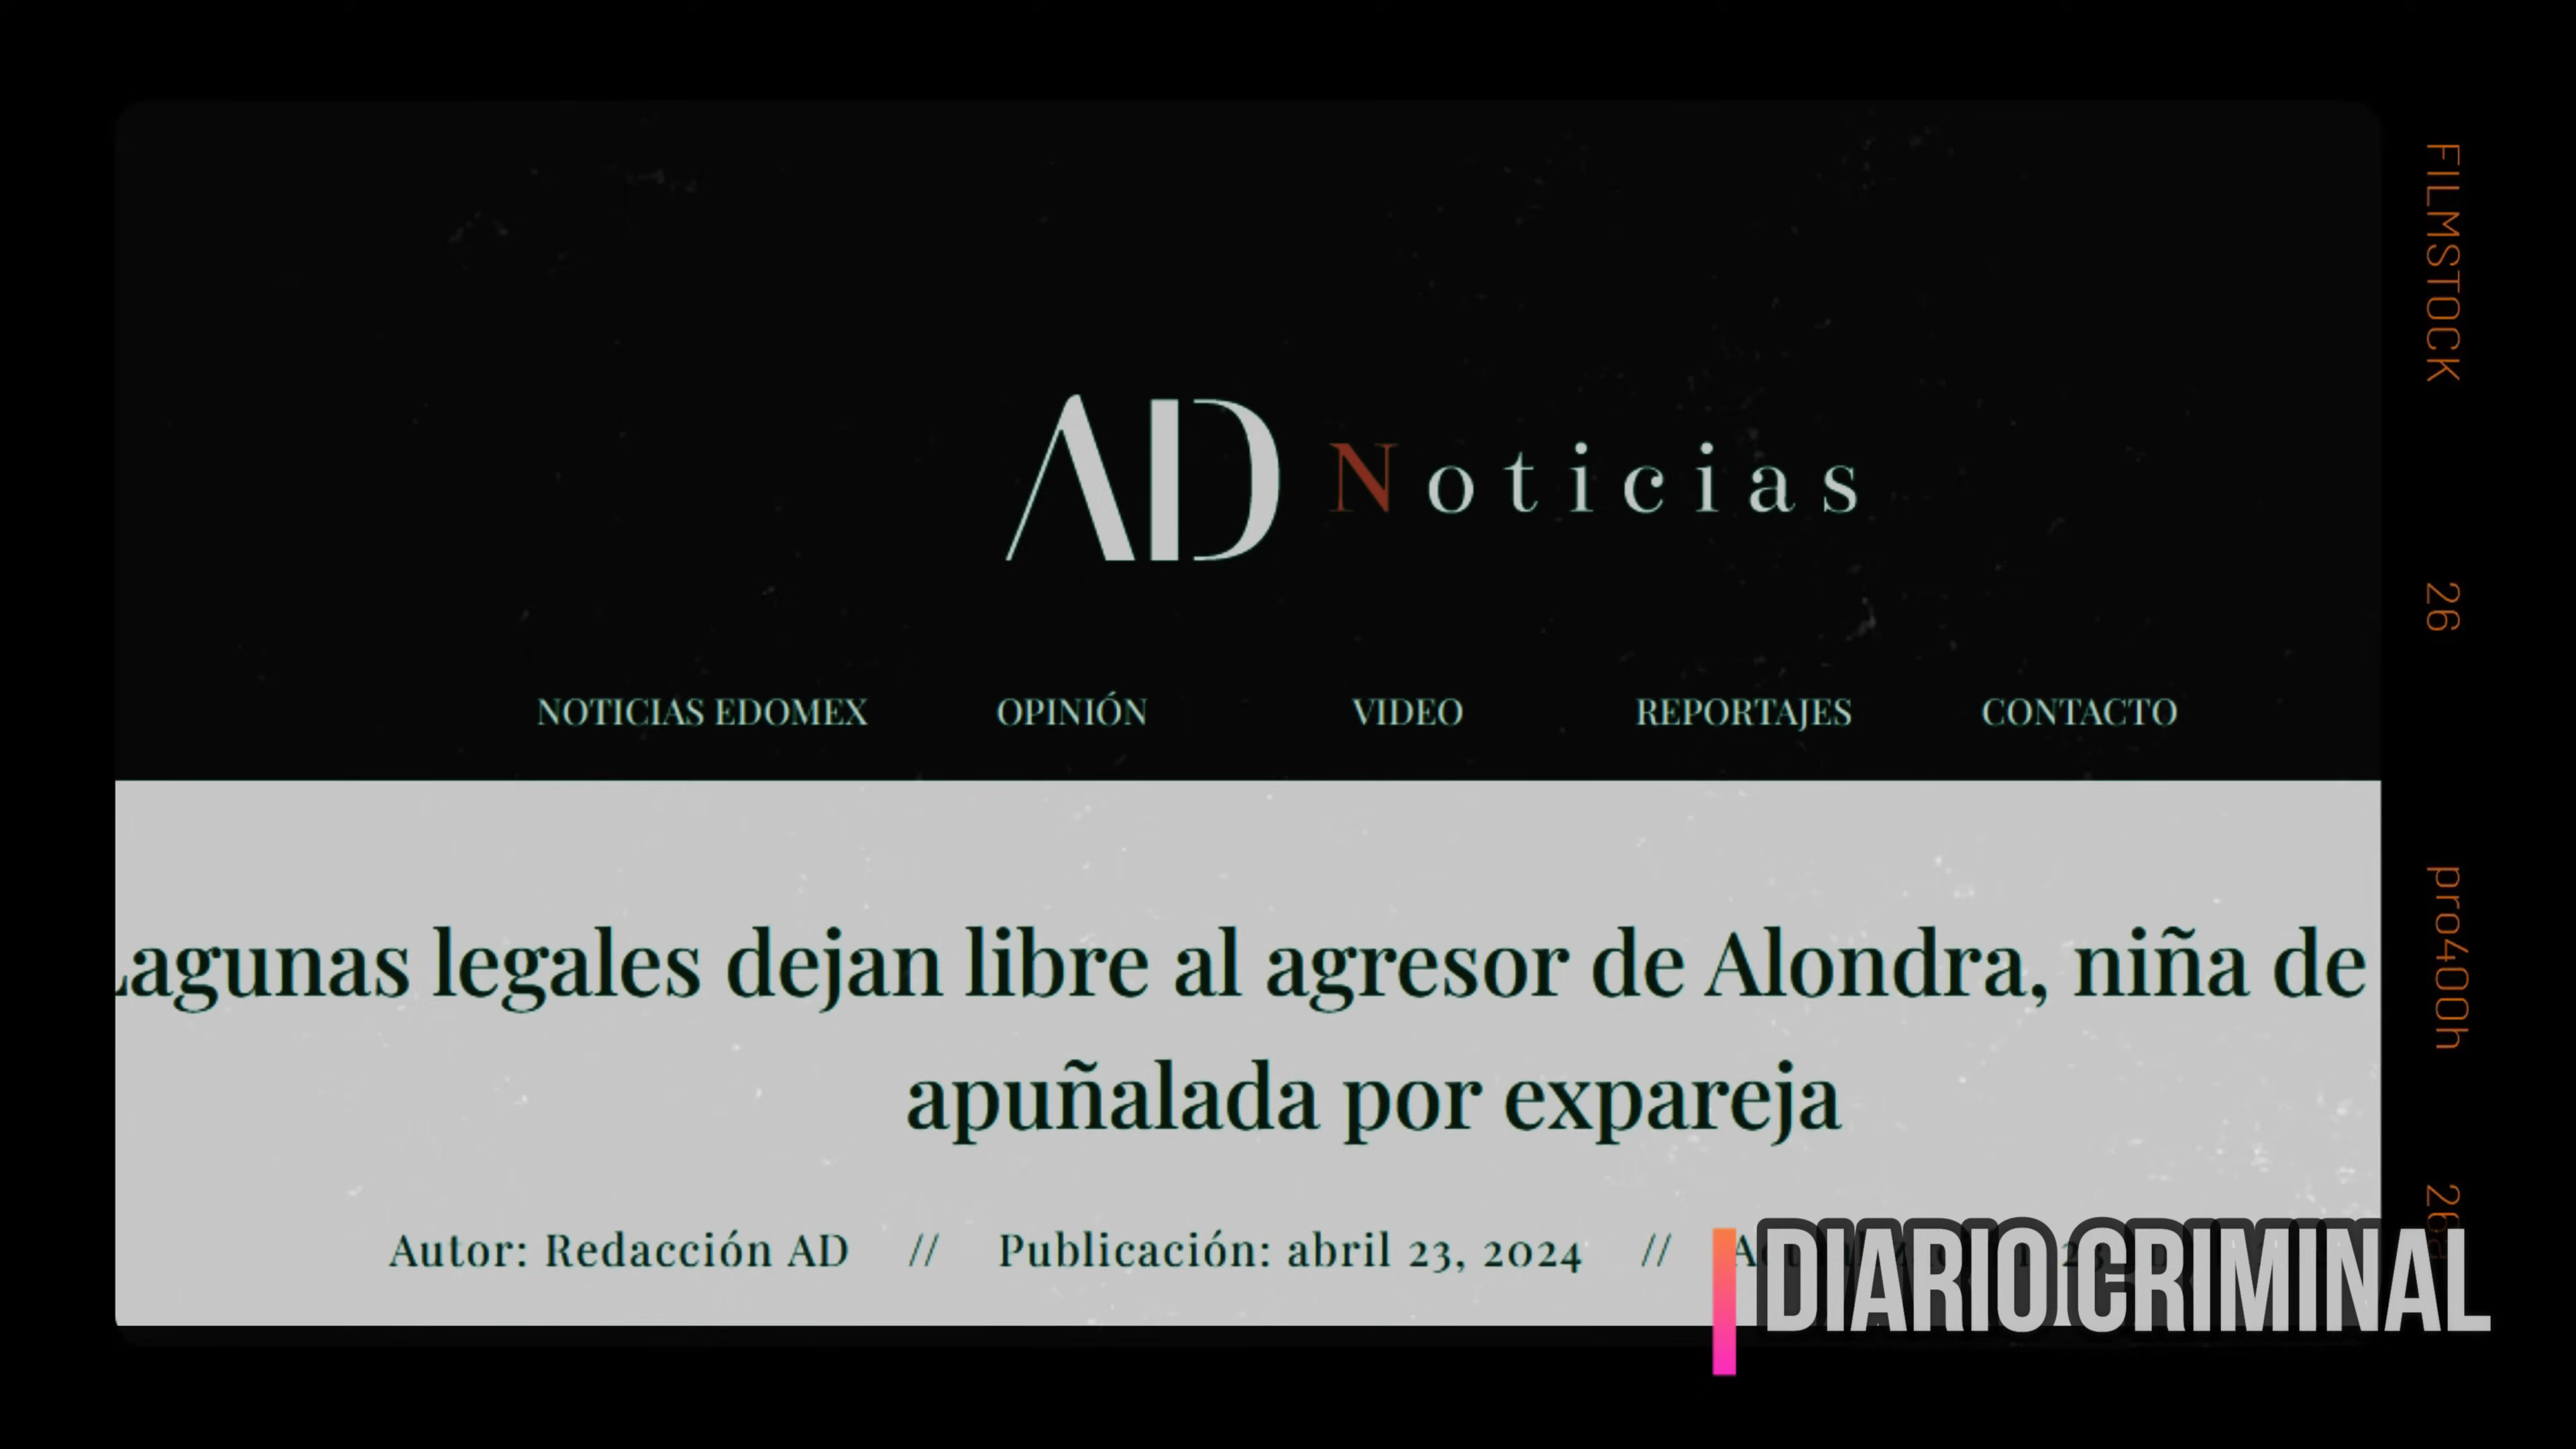 AD Noticias
NOTICIAS EDOMEX OPINIÓN VIDEO REPORTAJES CONTACTO
Lagunas legales dejan libre al agresor de Alondra, niña de
apuñalada por expareja
Autor: Redacción AD // Publicación: abril 23, 2024 //
DIARIO CRIMINAL
FILMSTOCK
26
pro400h